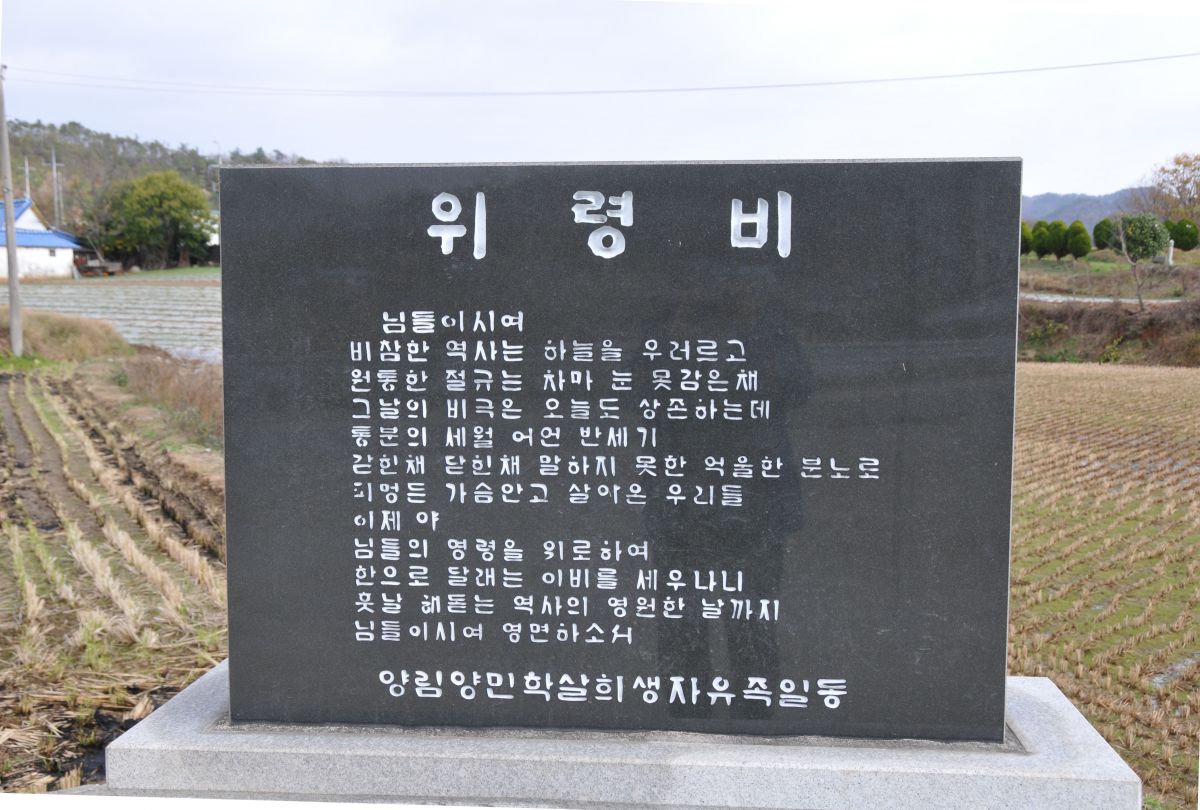 위령비
님들이시여
비참한 역사는 하늘을 우러르고
원통한 절규는 차마 눈 못감은채
그날의 비극은 오늘도 상존하는데
통분의 세월 어언 반세기
갇힌채 닫힌채 말하지 못한 억울한 분노로
피멍든 가슴안고 살아온 우리들
이제 야
님들의 영령을 위로하여
한으로 달래는 이비를 세우나니
훗날 해돋는 역사의 영원한 날까지
님들이시여 영면하소서
양림양민학살희생자유족일동